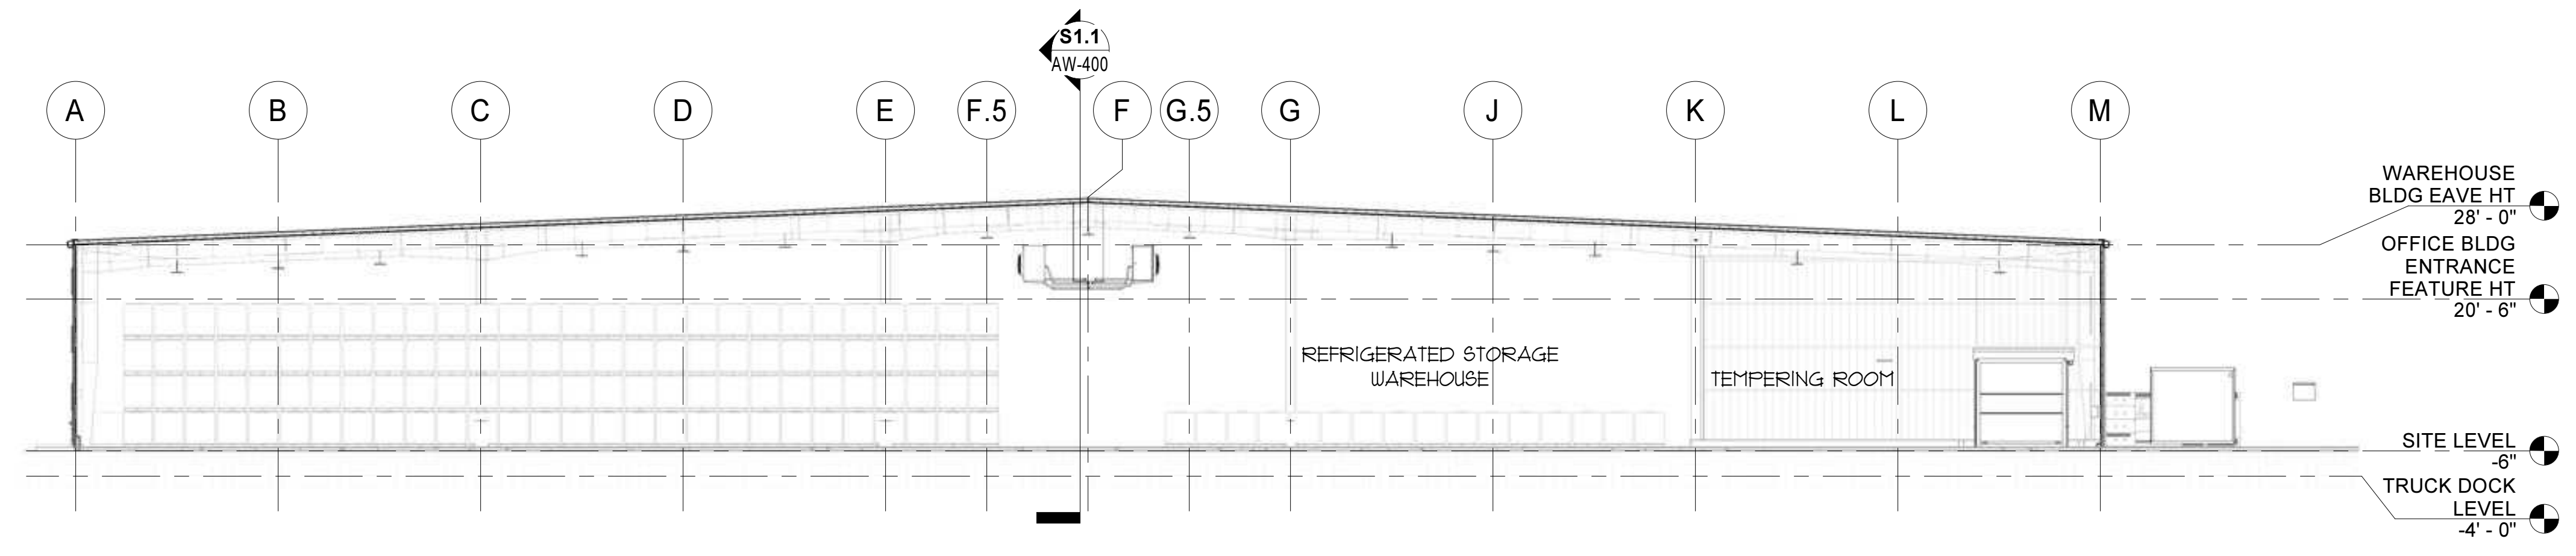 S1.1
AW-400
A
B
C
D
E
F.5
F
G.5
G
J
K
L
M
WAREHOUSE
BLDG EAVE HT
28' - 0"
OFFICE BLDG
ENTRANCE
FEATURE HT
20' - 6"
REFRIGERATED STORAGE
WAREHOUSE
TEMPERING ROOM
SITE LEVEL
-6"
TRUCK DOCK
LEVEL
-4' - 0"